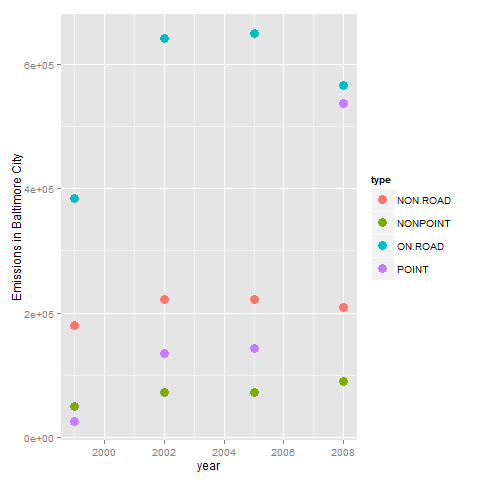 Emissions in Baltimore City
6e+05
4e+05
2e+05
0e+00
2000 2002 2004 2006 2008
year
type
NON.ROAD
NONPOINT
ON.ROAD
POINT